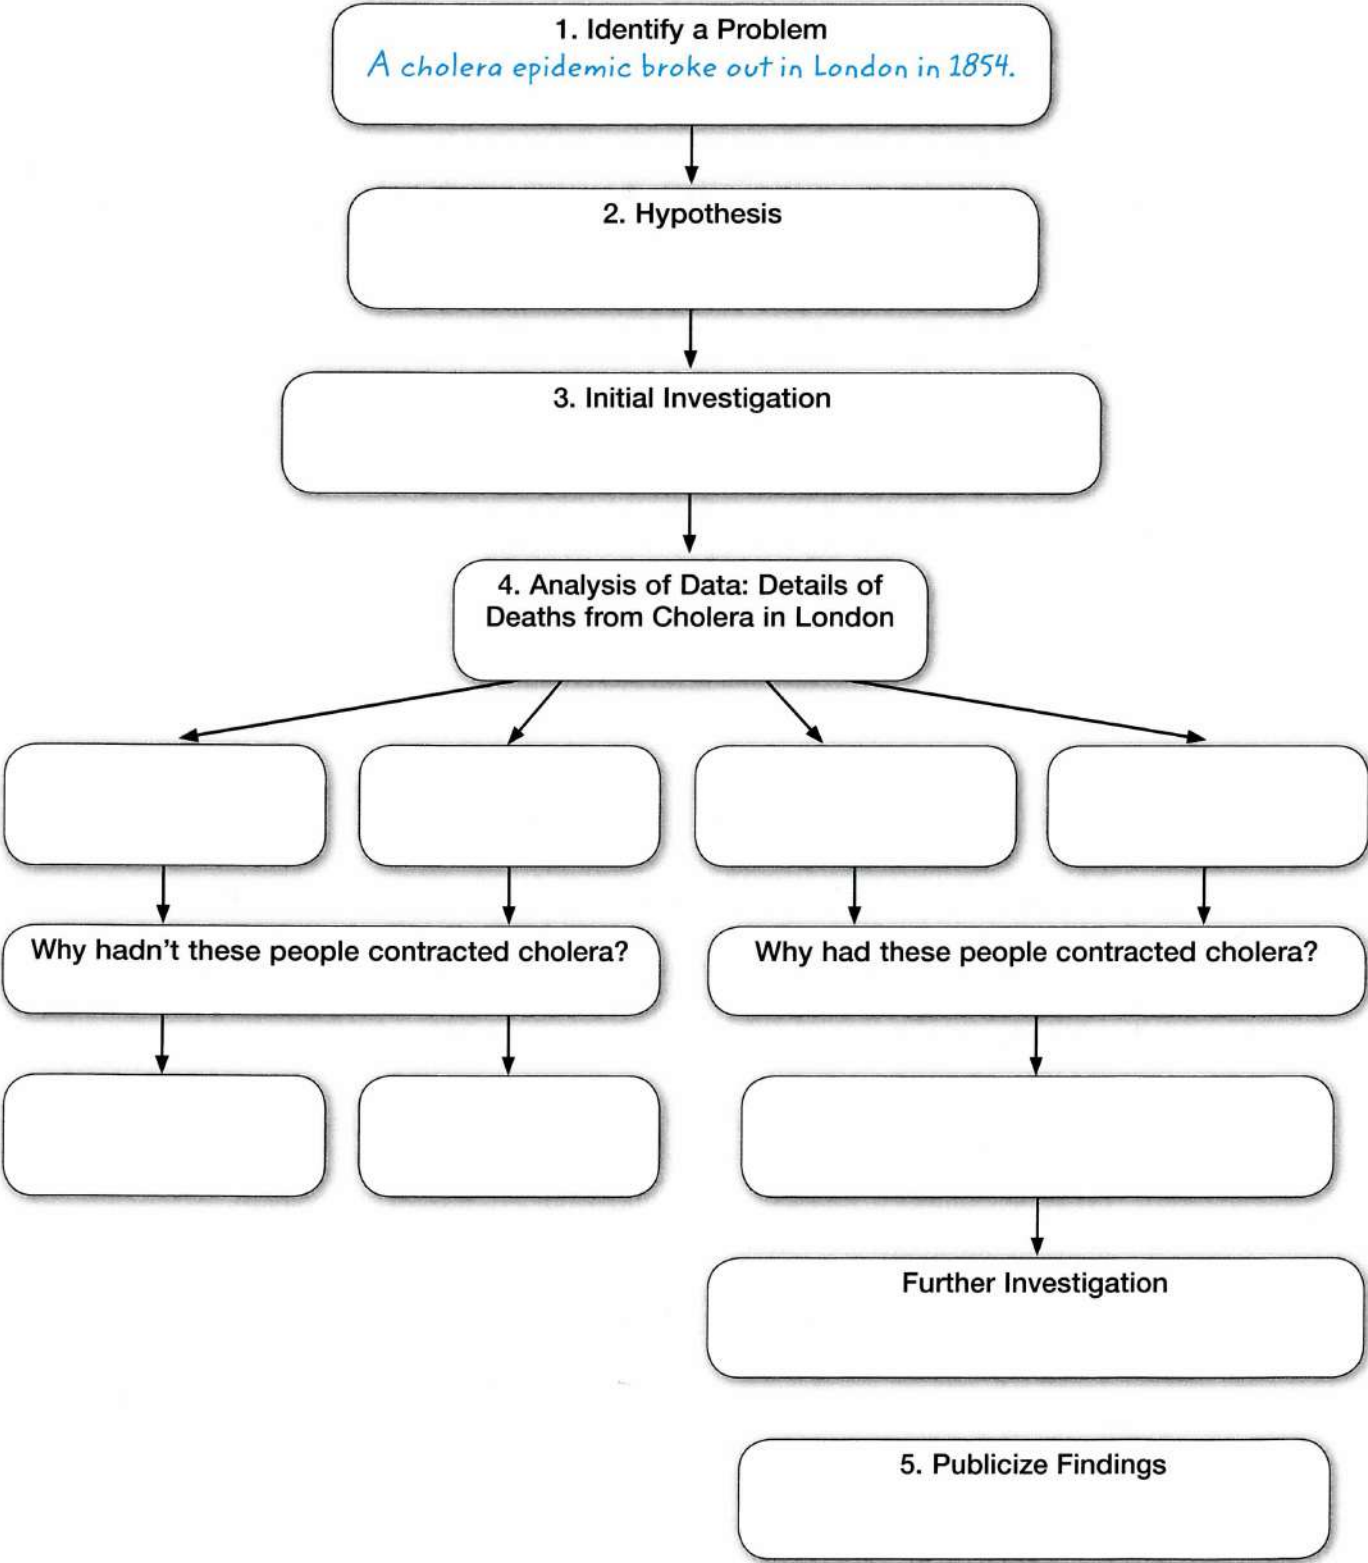 1. Identify a Problem
A cholera epidemic broke out in London in 1854.
2. Hypothesis
3. Initial Investigation
4. Analysis of Data: Details of
Deaths from Cholera in London
Why hadn't these people contracted cholera?
Why had these people contracted cholera?
Further Investigation
5. Publicize Findings